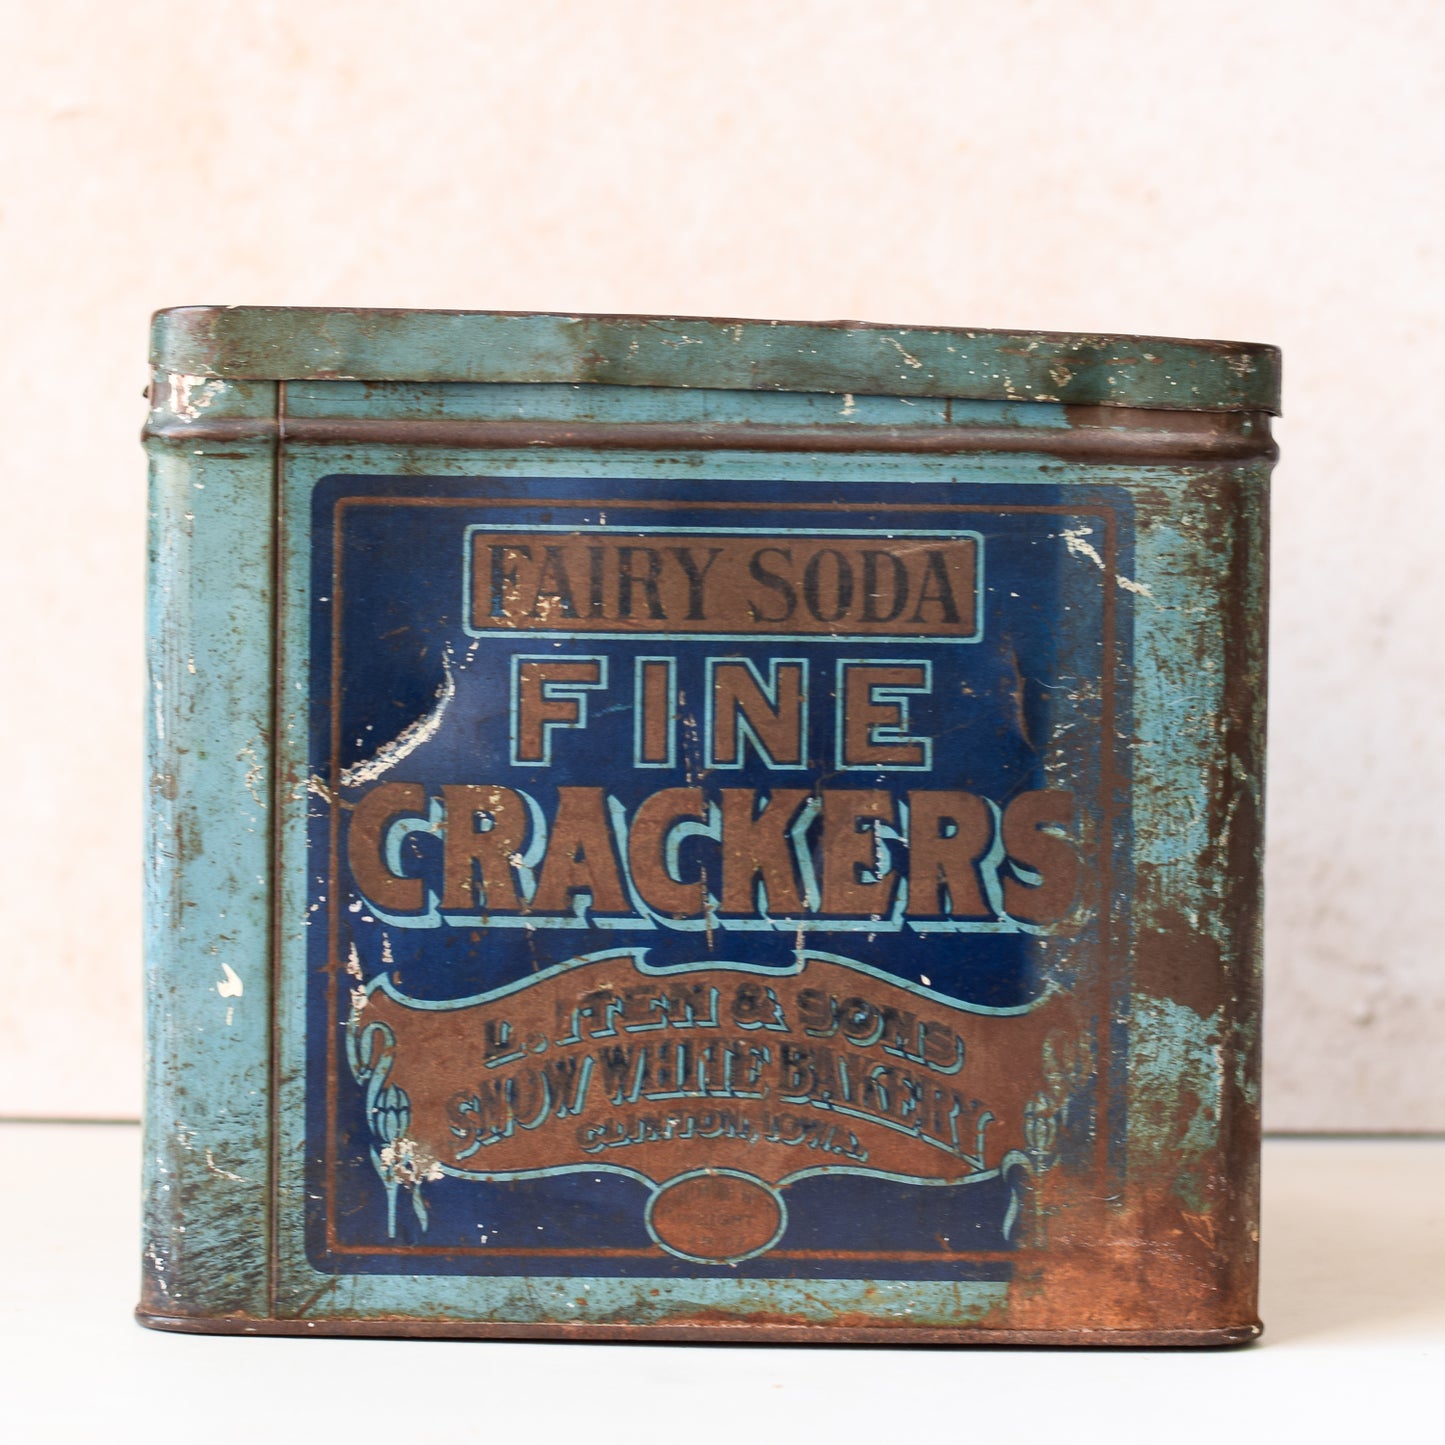 FAIRY SODA
FINE
CRACKERS
L. ITEN & SONS
SNOW WHITE BAKERY
CLINTON, IOWA.